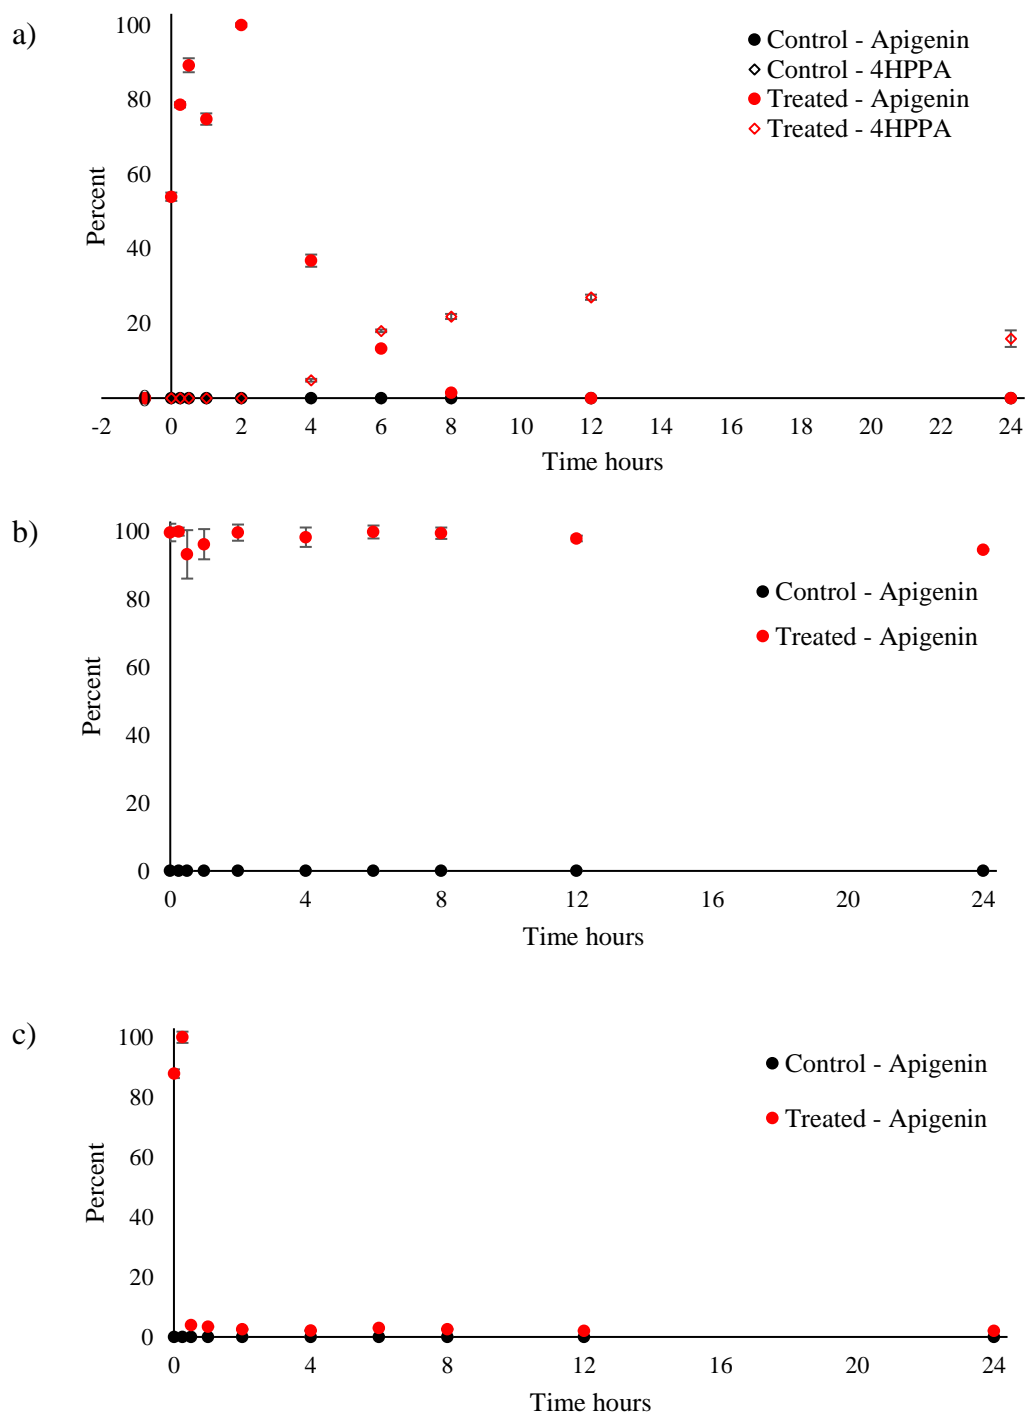 a)
100
80
60
40
20
Percent
Control - Apigenin
Control - 4HPPA
Treated - Apigenin
Treated - 4HPPA
-2 0 2 4 6 8 10 12 14 16 18 20 22 24
Time hours
b)
100
80
60
40
20
0
Percent
Control - Apigenin
Treated - Apigenin
0 4 8 12 16 20 24
Time hours
c)
100
80
60
40
20
0
Percent
Control - Apigenin
Treated - Apigenin
0 4 8 12 16 20 24
Time hours